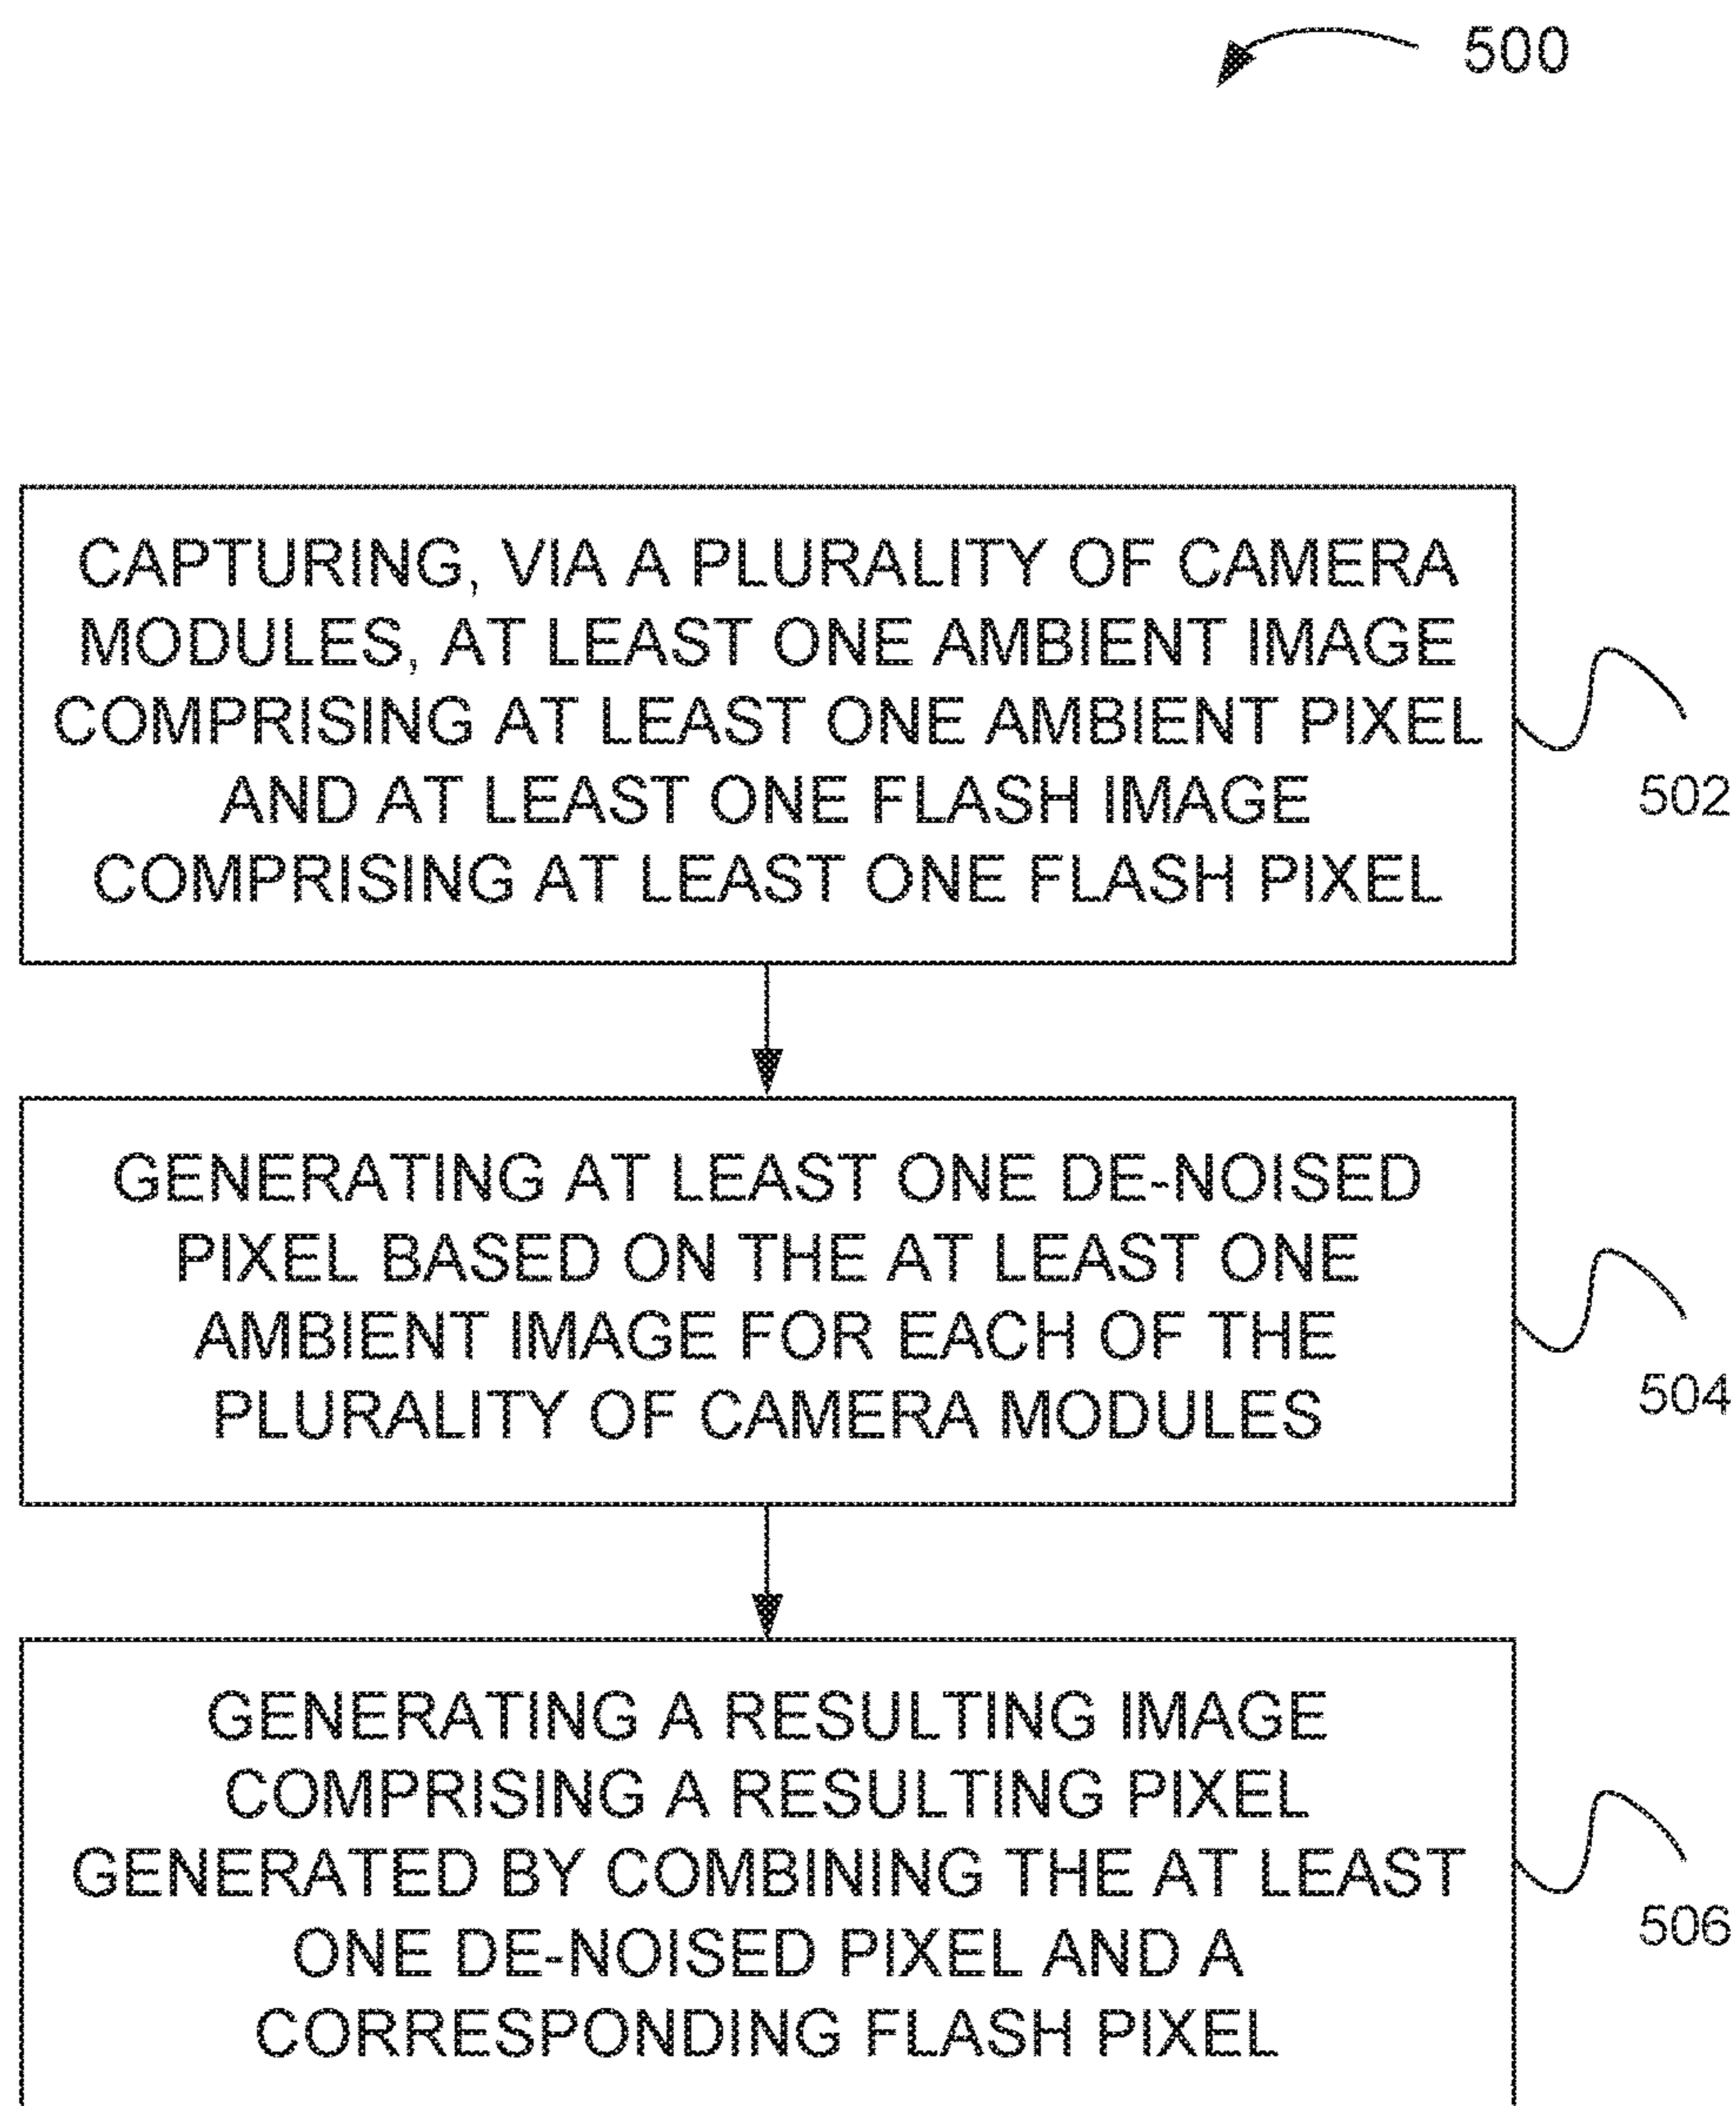 500
CAPTURING, VIA A PLURALITY OF CAMERA
MODULES, AT LEAST ONE AMBIENT IMAGE
COMPRISING AT LEAST ONE AMBIENT PIXEL
AND AT LEAST ONE FLASH IMAGE
COMPRISING AT LEAST ONE FLASH PIXEL
502
GENERATING AT LEAST ONE DE-NOISED
PIXEL BASED ON THE AT LEAST ONE
AMBIENT IMAGE FOR EACH OF THE
PLURALITY OF CAMERA MODULES
504
GENERATING A RESULTING IMAGE
COMPRISING A RESULTING PIXEL
GENERATED BY COMBINING THE AT LEAST
ONE DE-NOISED PIXEL AND A
CORRESPONDING FLASH PIXEL
506